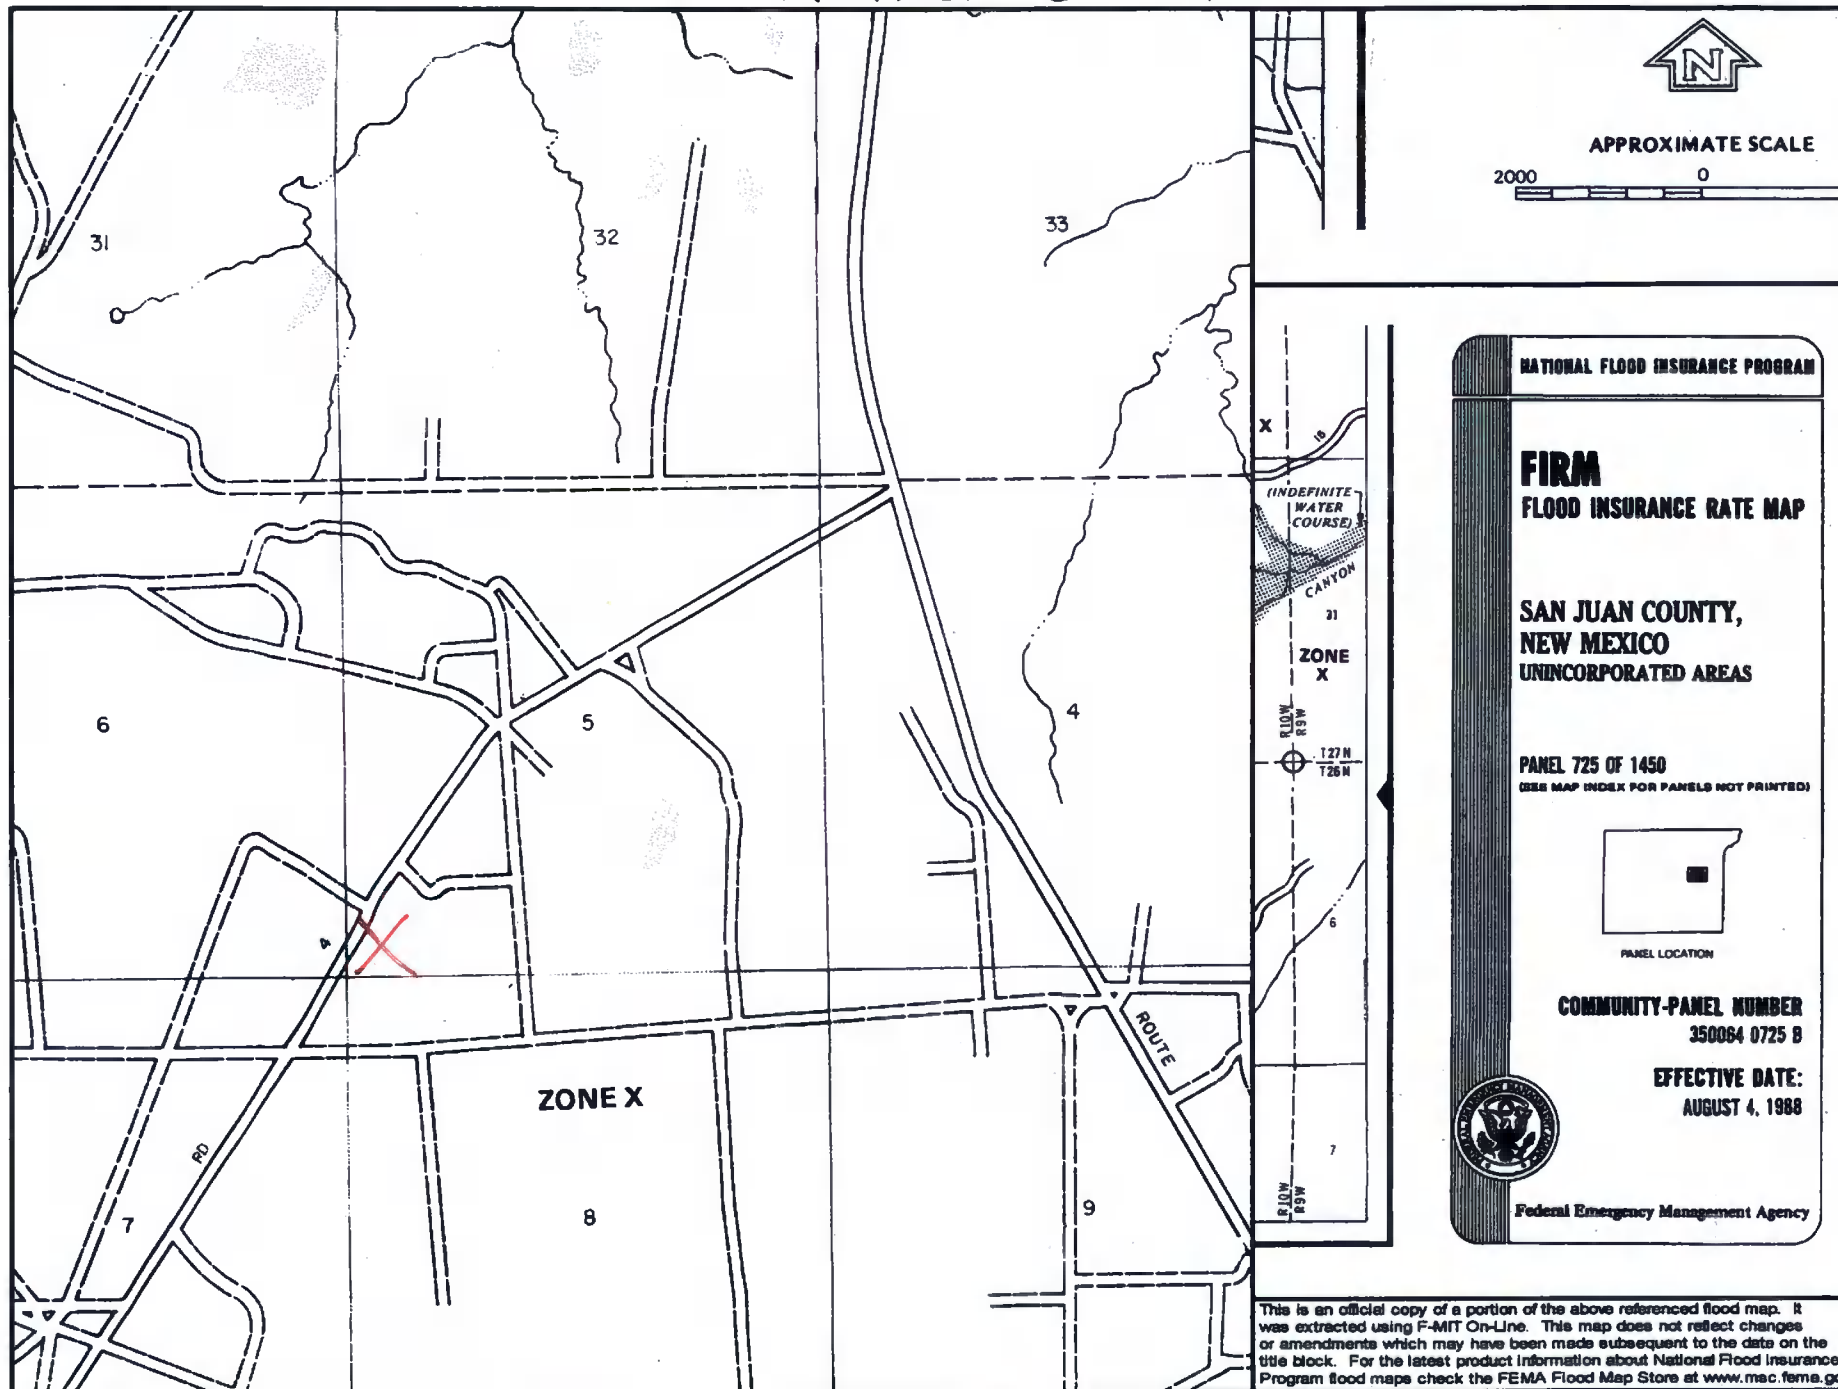 31
32
33
6
5
4
4
RD
ZONE X
ROUTE
7
8
9
N
APPROXIMATE SCALE
2000
0
X
(INDEFINITE
WATER
COURSE)
CANYON
31
ZONE
X
R10W
R9W
T27N
T26N
6
7
R10W
R9W
NATIONAL FLOOD INSURANCE PROGRAM
FIRM
FLOOD INSURANCE RATE MAP
SAN JUAN COUNTY,
NEW MEXICO
UNINCORPORATED AREAS
PANEL 725 OF 1450
(SEE MAP INDEX FOR PANELS NOT PRINTED)
PANEL LOCATION
COMMUNITY-PANEL NUMBER
350064 0725 B
EFFECTIVE DATE:
AUGUST 4, 1988
Federal Emergency Management Agency
This is an official copy of a portion of the above referenced flood map. It
was extracted using F-MIT On-Line. This map does not reflect changes
or amendments which may have been made subsequent to the date on the
title block. For the latest product information about National Flood Insurance
Program flood maps check the FEMA Flood Map Store at www.msc.fema.go